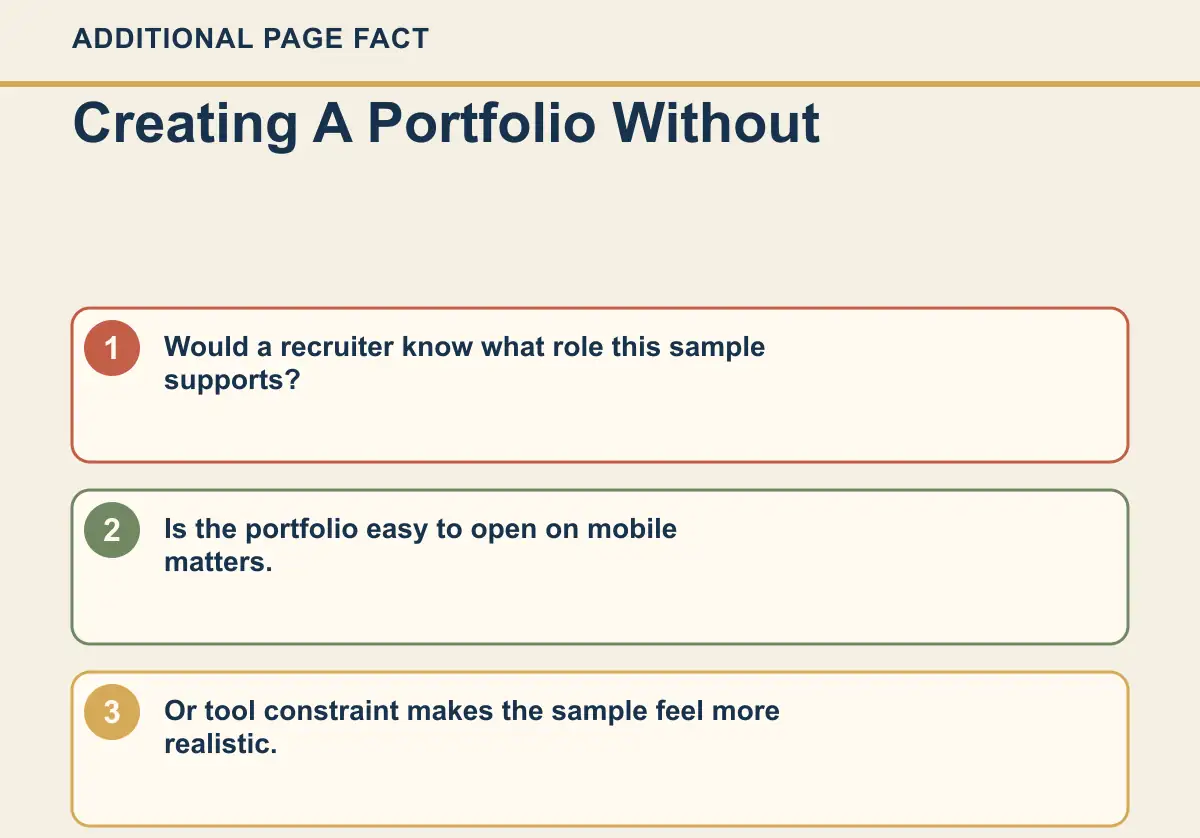 ADDITIONAL PAGE FACT
Creating A Portfolio Without
1
Would a recruiter know what role this sample
supports?
2
Is the portfolio easy to open on mobile
matters.
3
Or tool constraint makes the sample feel more
realistic.